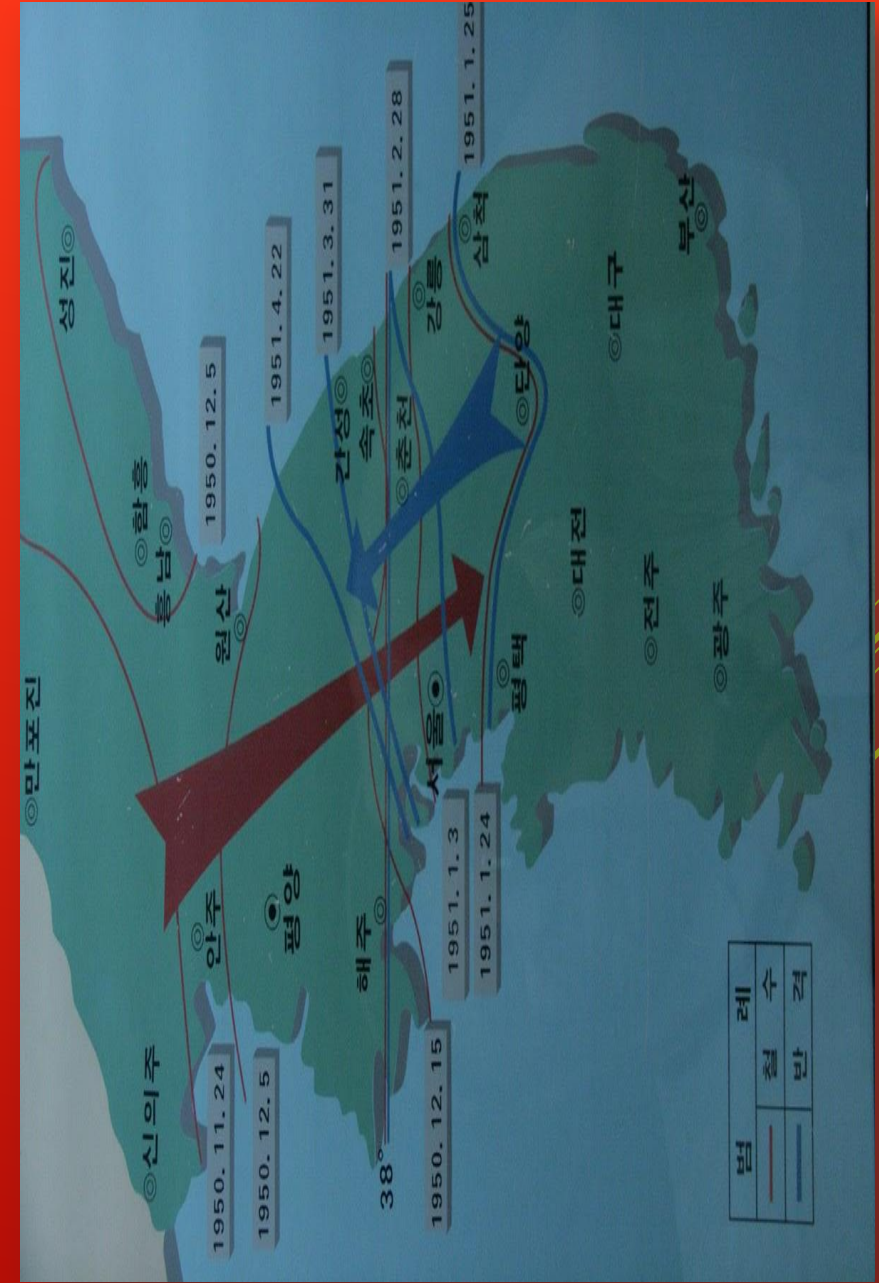 만포진
성진
신의주
함흥
흥남
1950. 12. 5
안주
원산
1950. 11. 24
1950. 12. 5
평양
1951. 4. 22
간성
1951. 3. 31
속초
해주
38°
춘천
1951. 2. 28
강릉
서울
1950. 12. 15
1951. 1. 3
삼척
1951. 1. 25
1951. 1. 24
평택
단양
대전
대구
전주
부산
광주
범 례
철 수
반 격